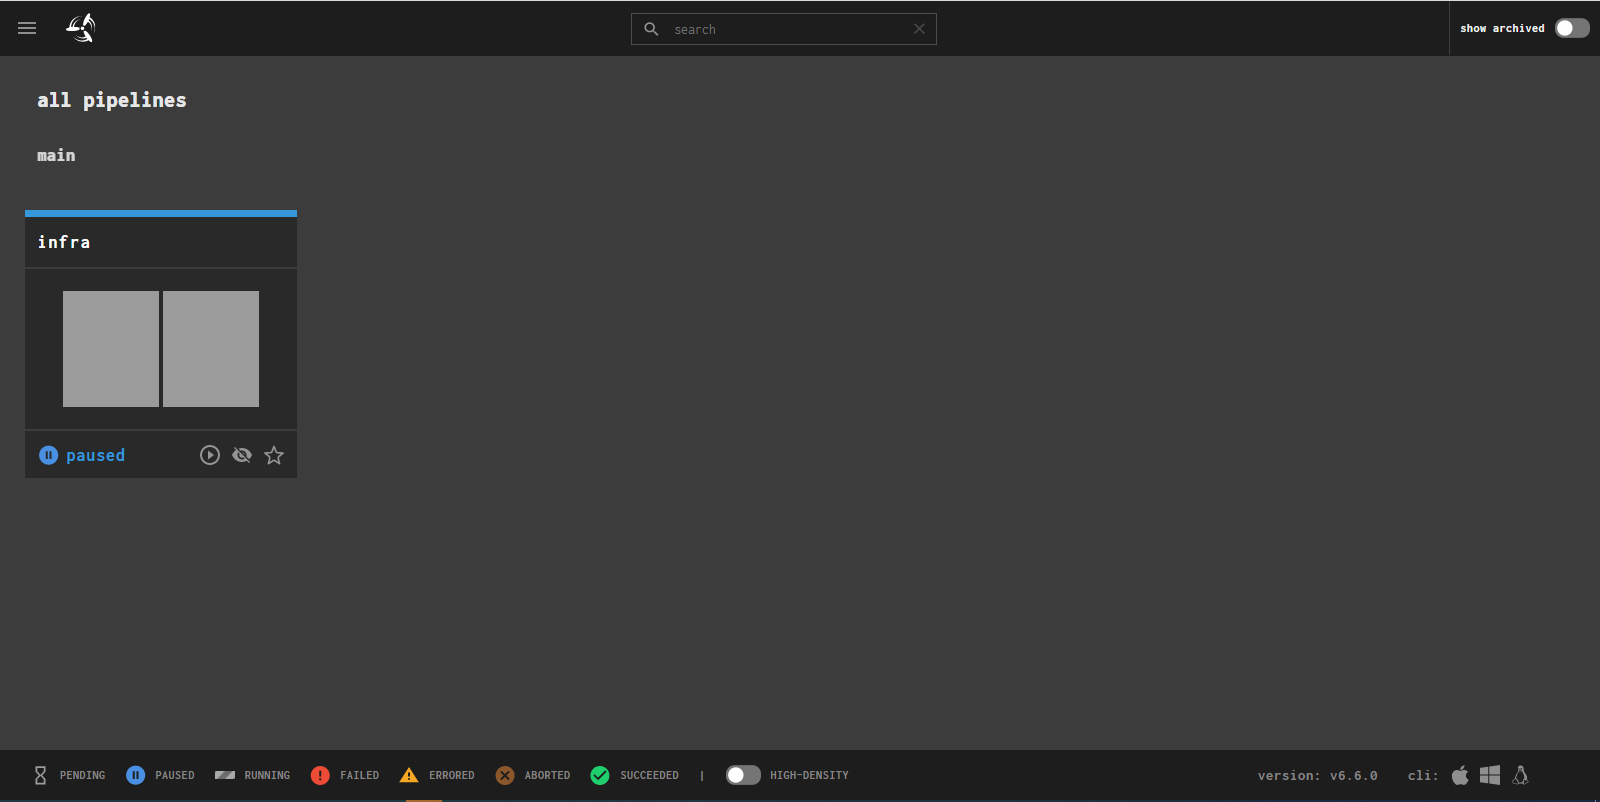 search
show archived
all pipelines
main
infra
paused
PENDING PAUSED RUNNING FAILED ERRORED ABORTED SUCCEEDED | HIGH-DENSITY version: v6.6.0 cli: